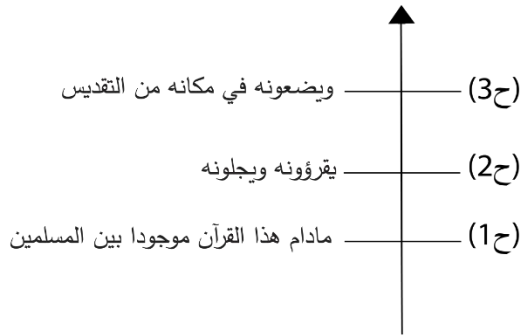 (ح3) ويضعونه في مكانه من التقديس
(ح2) يقرؤونه ويجلونه
(ح1) مادام هذا القرآن موجودا بين المسلمين